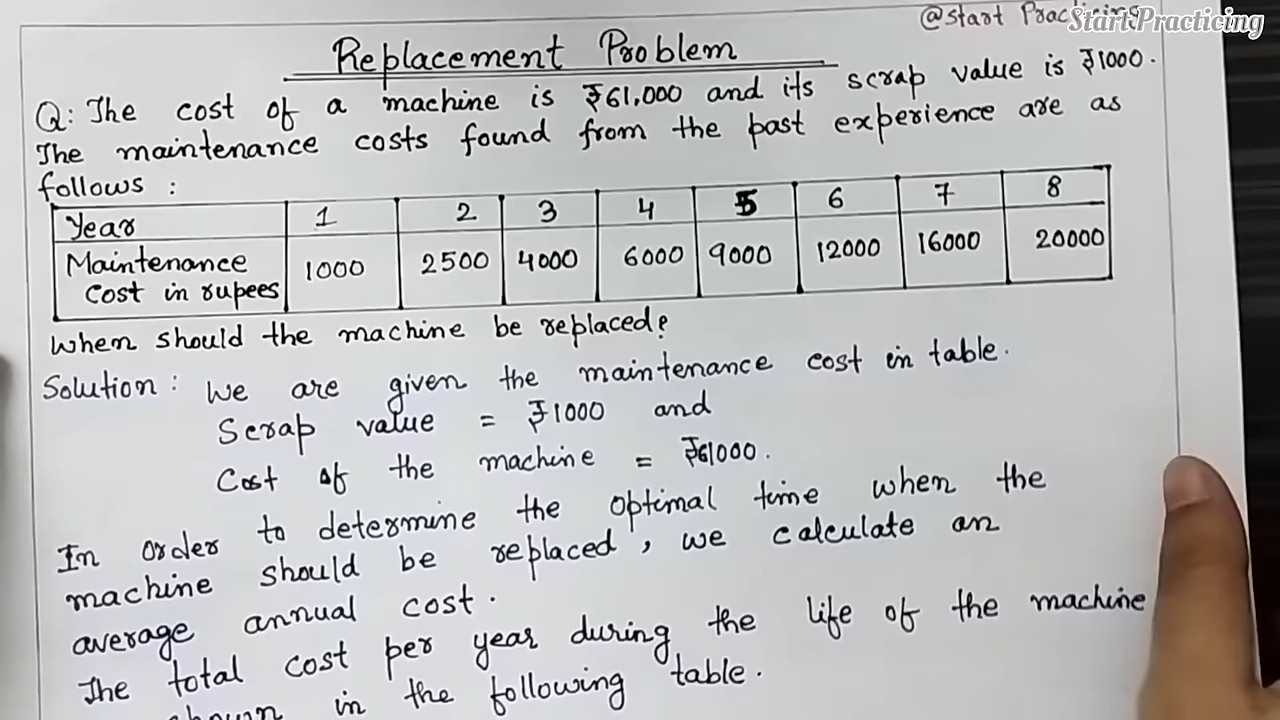 @Start Practicing
Start Practicing
Replacement Problem
Q: The cost of a machine is ₹61,000 and its scrap value is ₹1000.
The maintenance costs found from the past experience are as
follows :
Year 1 2 3 4 5 6 7 8
Maintenance 1000 2500 4000 6000 9000 12000 16000 20000
Cost in rupees
When should the machine be replaced?
Solution : We are given the maintenance cost in table.
Scrap value = ₹1000 and
Cost of the machine = ₹61000.
In order to determine the optimal time when the
machine should be replaced, we calculate an
average annual cost.
The total cost per year during the life of the machine
shown in the following table.